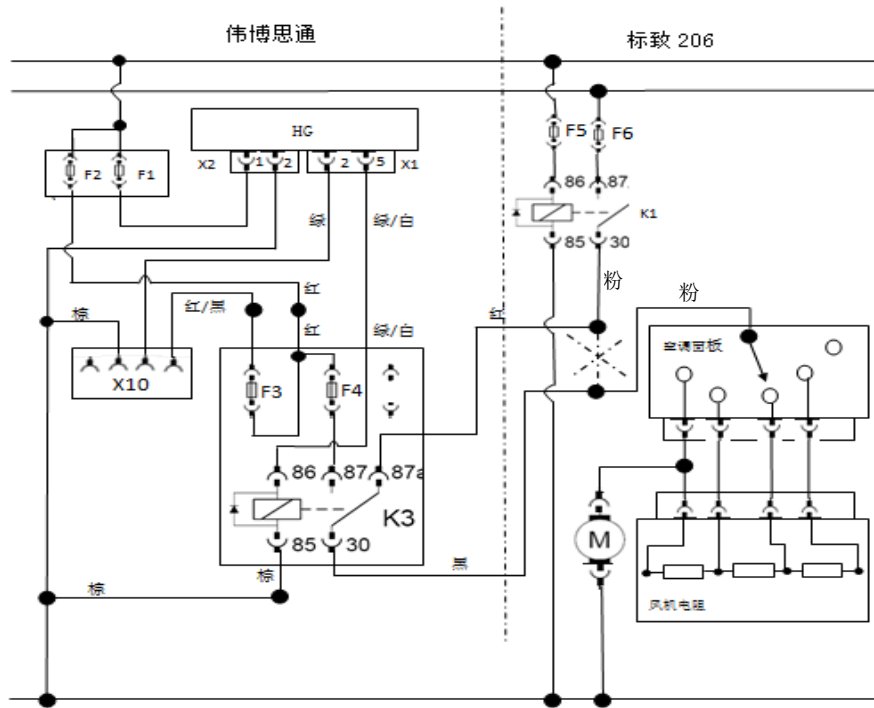 伟博思通
标致 206
HG
X2
1
2
2
5
X1
F2
F1
F5
F6
86
87
K1
85
30
绿
绿/白
粉
粉
红
红/黑
红
绿/白
红
棕
空调面板
X10
F3
F4
86
87
87a
K3
85
30
M
棕
棕
黑
风机电阻